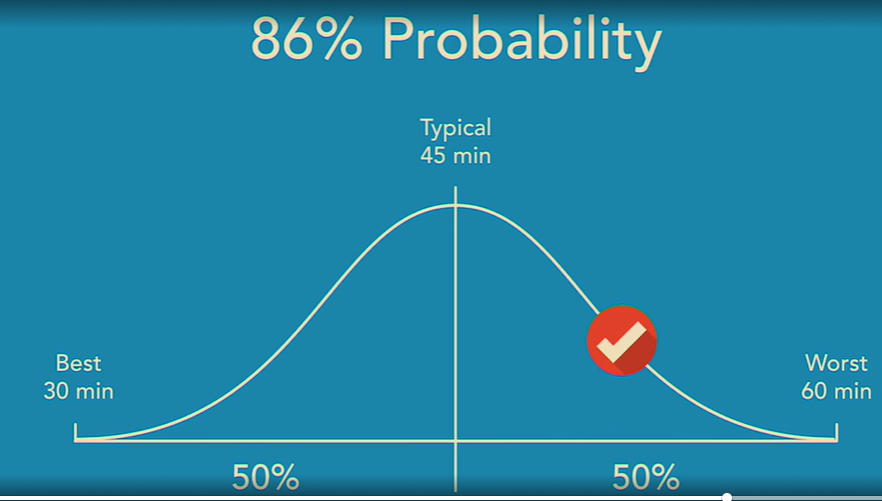 86% Probability
Typical
45 min
Best
30 min
Worst
60 min
50%
50%